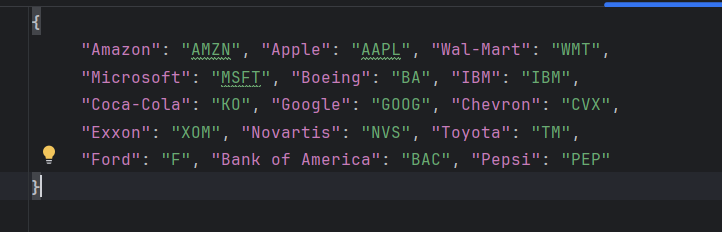 {
"Amazon": "AMZN", "Apple": "AAPL", "Wal-Mart": "WMT",
"Microsoft": "MSFT", "Boeing": "BA", "IBM": "IBM",
"Coca-Cola": "KO", "Google": "GOOG", "Chevron": "CVX",
"Exxon": "XOM", "Novartis": "NVS", "Toyota": "TM",
"Ford": "F", "Bank of America": "BAC", "Pepsi": "PEP"
}